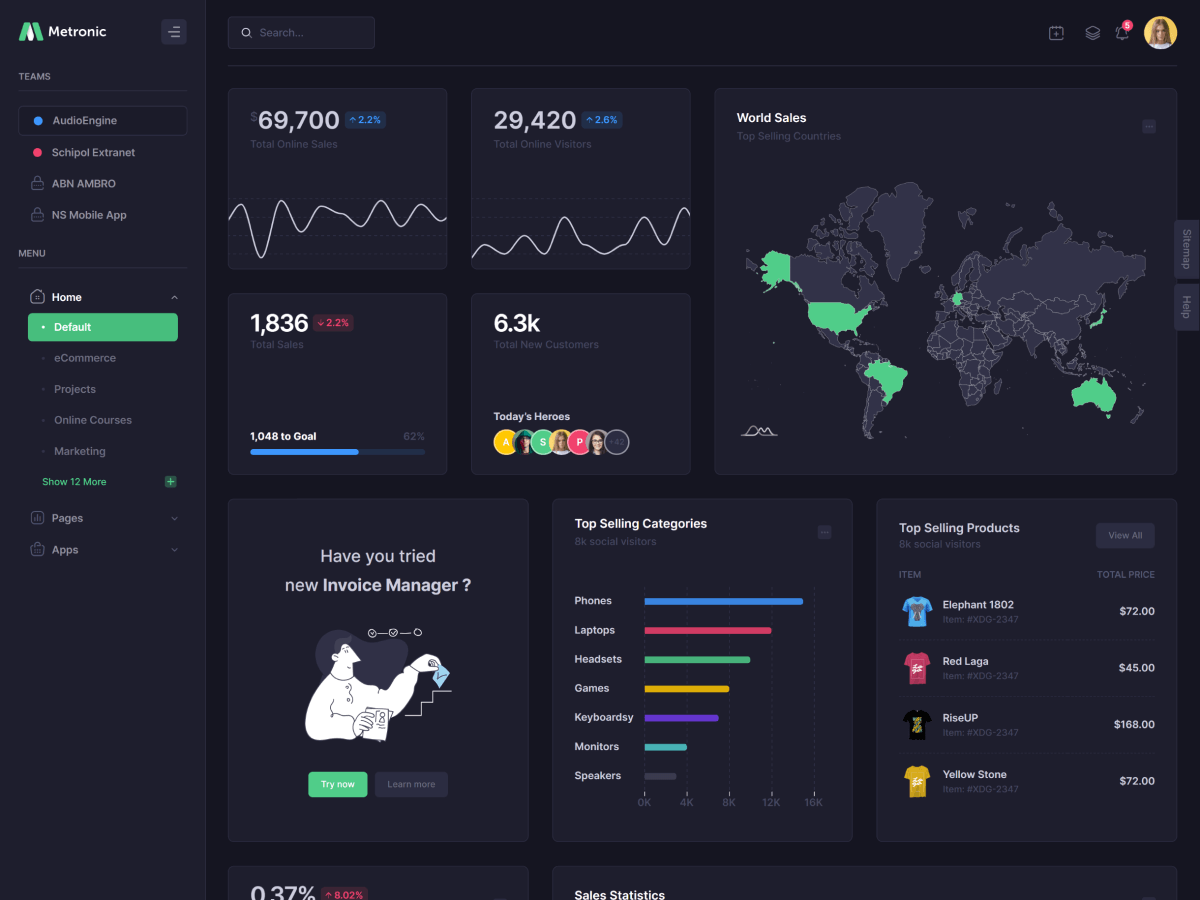 Metronic
TEAMS
AudioEngine
Schipol Extranet
ABN AMBRO
NS Mobile App
MENU
Home
Default
eCommerce
Projects
Online Courses
Marketing
Show 12 More
Pages
Apps
Search...
5
$69,700 2.2%
Total Online Sales
29,420 2.6%
Total Online Visitors
World Sales
Top Selling Countries
Sitemap
Help
1,836 2.2%
Total Sales
1,048 to Goal 62%
6.3k
Total New Customers
Today's Heroes
A S P +42
Have you tried
new Invoice Manager ?
Try now Learn more
Top Selling Categories
8k social visitors
Phones
Laptops
Headsets
Games
Keyboardsy
Monitors
Speakers
0K 4K 8K 12K 16K
Top Selling Products
8k social visitors
View All
ITEM TOTAL PRICE
Elephant 1802
Item: #XDG-2347
$72.00
Red Laga
Item: #XDG-2347
$45.00
RiseUP
Item: #XDG-2347
$168.00
Yellow Stone
Item: #XDG-2347
$72.00
0.37% 8.02%
Sales Statistics